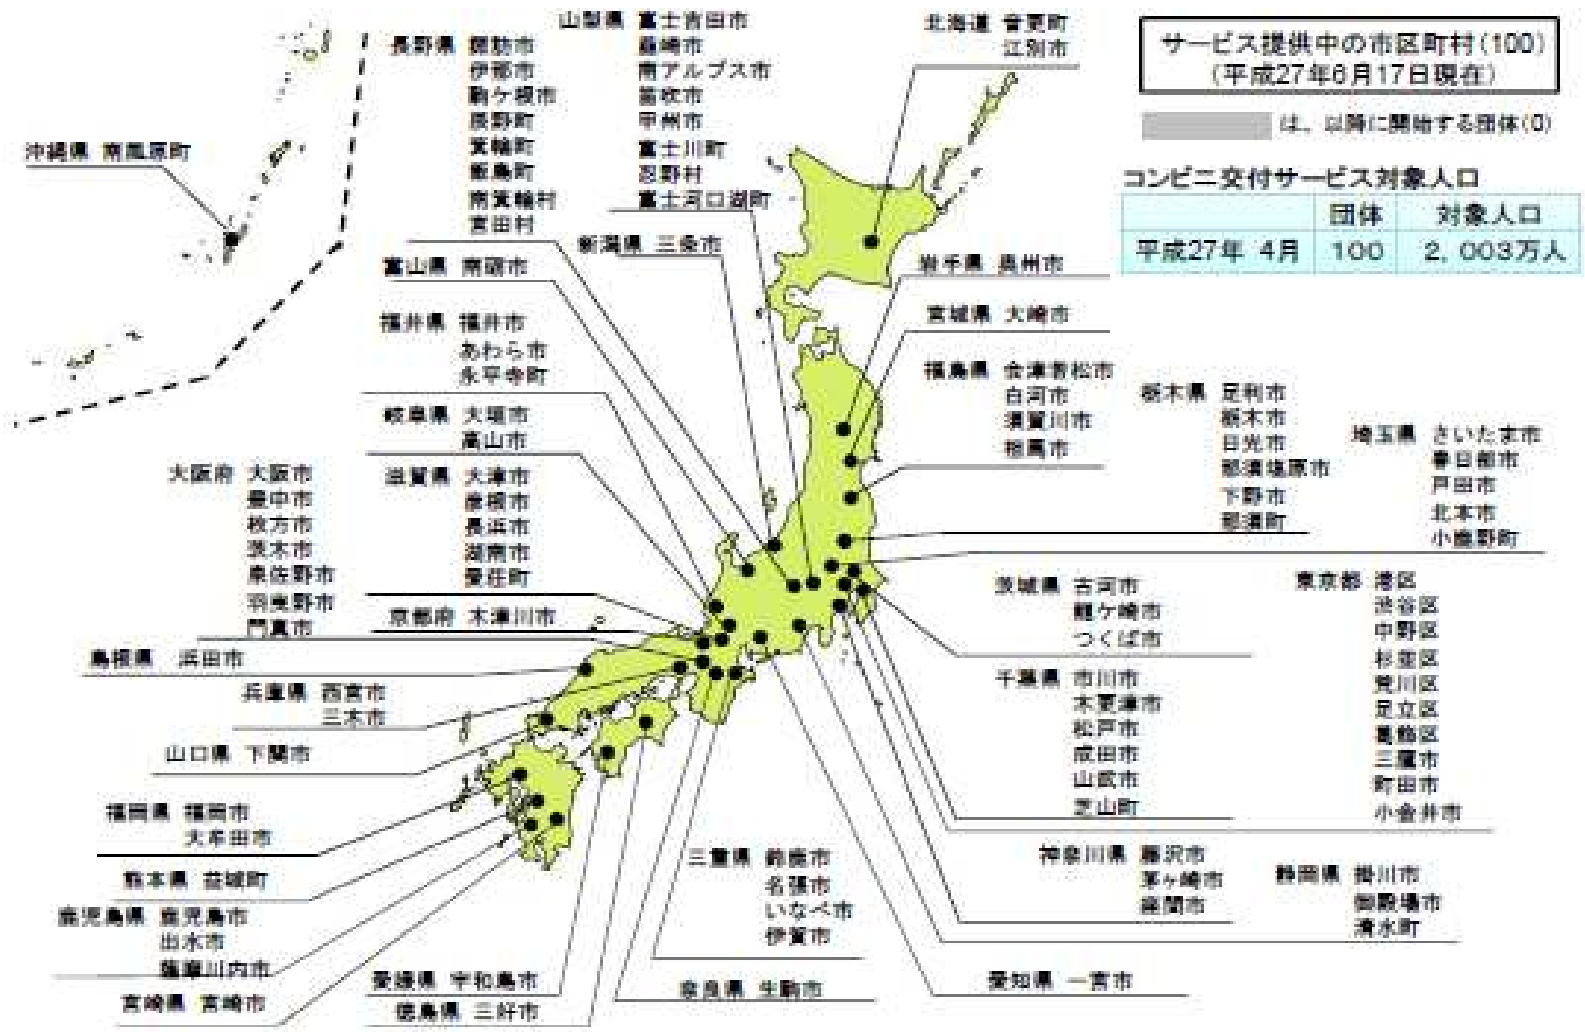 山梨県 富士吉田市
韮崎市
南アルプス市
笛吹市
甲州市
富士川町
忍野村
富士河口湖町
長野県 諏訪市
伊那市
駒ケ根市
辰野町
箕輪町
飯島町
南箕輪村
宮田村
北海道 音更町
江別市
サービス提供中の市区町村(100)
(平成27年6月17日現在)
は、以降に開始する団体(0)
コンビニ交付サービス対象人口
団体 対象人口
平成27年 4月 100 2,003万人
沖縄県 南風原町
新潟県 三条市
富山県 南砺市
福井県 福井市
あわら市
永平寺町
岐阜県 大垣市
高山市
岩手県 奥州市
宮城県 大崎市
福島県 会津若松市
白河市
須賀川市
相馬市
栃木県 足利市
栃木市
日光市
那須塩原市
下野市
那須町
埼玉県 さいたま市
春日部市
戸田市
北本市
小鹿野町
大阪府 大阪市
豊中市
枚方市
茨木市
泉佐野市
羽曳野市
門真市
滋賀県 大津市
彦根市
長浜市
湖南市
愛荘町
京都府 木津川市
島根県 浜田市
兵庫県 西宮市
三木市
山口県 下関市
福岡県 福岡市
大牟田市
熊本県 益城町
鹿児島県 鹿児島市
出水市
薩摩川内市
宮崎県 宮崎市
茨城県 古河市
龍ケ崎市
つくば市
東京都 港区
渋谷区
中野区
杉並区
荒川区
足立区
葛飾区
三鷹市
町田市
小金井市
千葉県 市川市
木更津市
松戸市
成田市
山武市
芝山町
神奈川県 藤沢市
茅ヶ崎市
座間市
静岡県 掛川市
御殿場市
清水町
三重県 鈴鹿市
名張市
いなべ市
伊賀市
愛媛県 宇和島市
徳島県 三好市
奈良県 生駒市
愛知県 一宮市